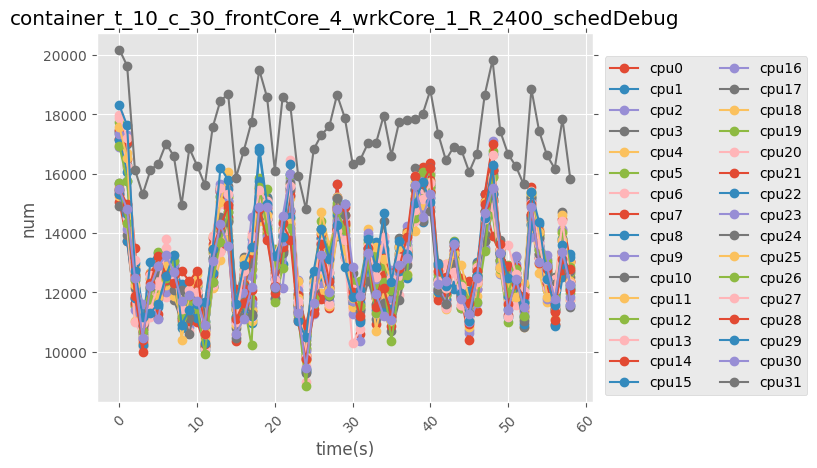 container_t_10_c_30_frontCore_4_wrkCore_1_R_2400_schedDebug
num
20000
18000
16000
14000
12000
10000
0
10
20
30
40
50
60
time(s)
cpu0
cpu1
cpu2
cpu3
cpu4
cpu5
cpu6
cpu7
cpu8
cpu9
cpu10
cpu11
cpu12
cpu13
cpu14
cpu15
cpu16
cpu17
cpu18
cpu19
cpu20
cpu21
cpu22
cpu23
cpu24
cpu25
cpu26
cpu27
cpu28
cpu29
cpu30
cpu31